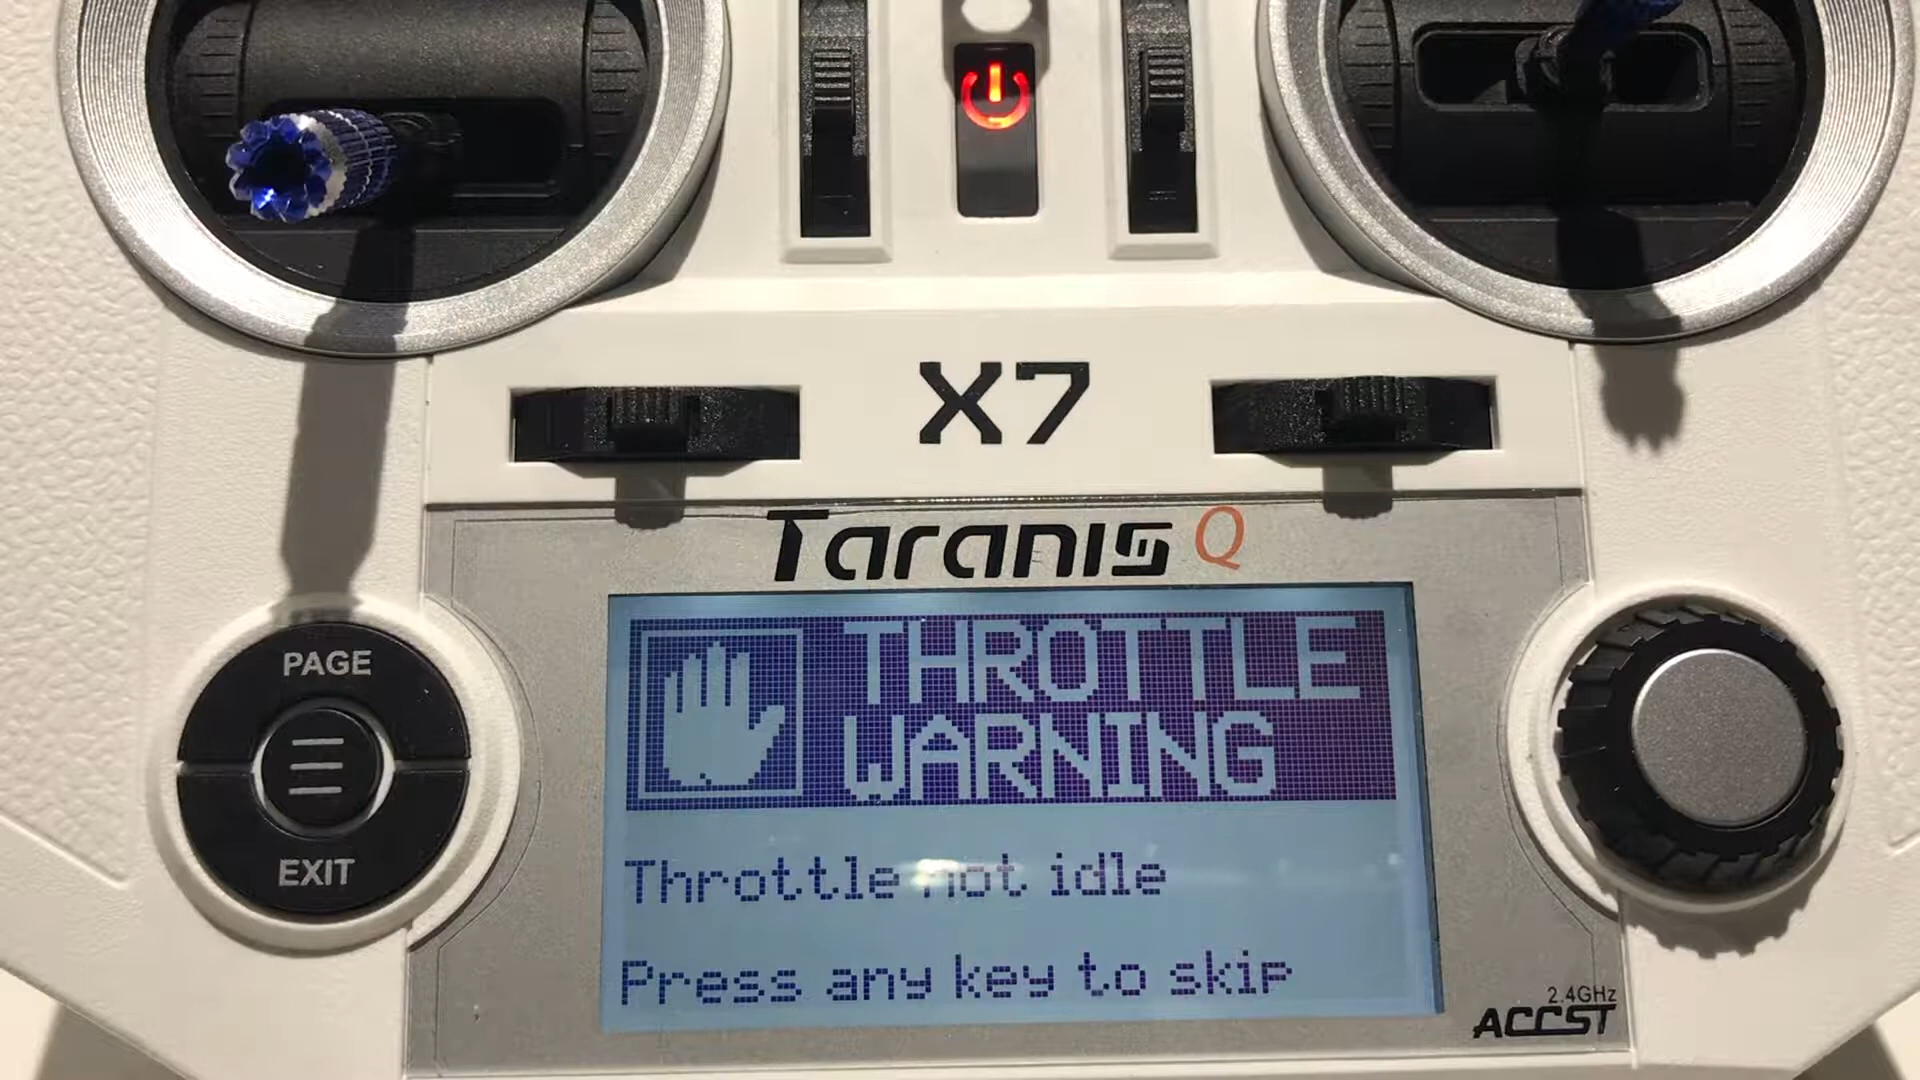 X7
Taranis Q
THROTTLE
WARNING
Throttle not idle
Press any key to skip
PAGE
EXIT
2.4GHz
ACCST